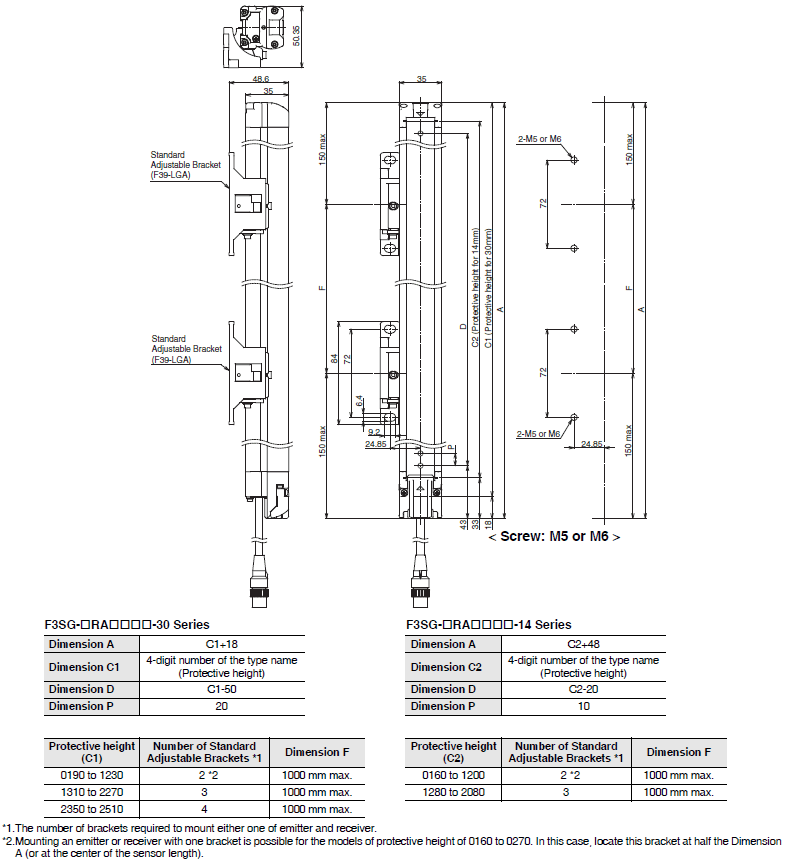 50.35
48.6
35
35
150 max
2-M5 or M6
150 max
Standard
Adjustable Bracket
(F39-LGA)
72
F
D
C2 (Protective height for 14mm)
C1 (Protective height for 30mm)
A
F
A
Standard
Adjustable Bracket
(F39-LGA)
84
72
6.4
72
9.2
24.85
P
150 max
2-M5 or M6
24.85
150 max
43
33
18
< Screw: M5 or M6 >
F3SG-□RA□□□□-30 Series
Dimension A C1+18
Dimension C1 4-digit number of the type name
(Protective height)
Dimension D C1-50
Dimension P 20
F3SG-□RA□□□□-14 Series
Dimension A C2+48
Dimension C2 4-digit number of the type name
(Protective height)
Dimension D C2-20
Dimension P 10
Protective height
(C1) Number of Standard
Adjustable Brackets *1 Dimension F
0190 to 1230 2 *2 1000 mm max.
1310 to 2270 3 1000 mm max.
2350 to 2510 4 1000 mm max.
Protective height
(C2) Number of Standard
Adjustable Brackets *1 Dimension F
0160 to 1200 2 *2 1000 mm max.
1280 to 2080 3 1000 mm max.
*1.The number of brackets required to mount either one of emitter and receiver.
*2.Mounting an emitter or receiver with one bracket is possible for the models of protective height of 0160 to 0270. In this case, locate this bracket at half the Dimension
A (or at the center of the sensor length).